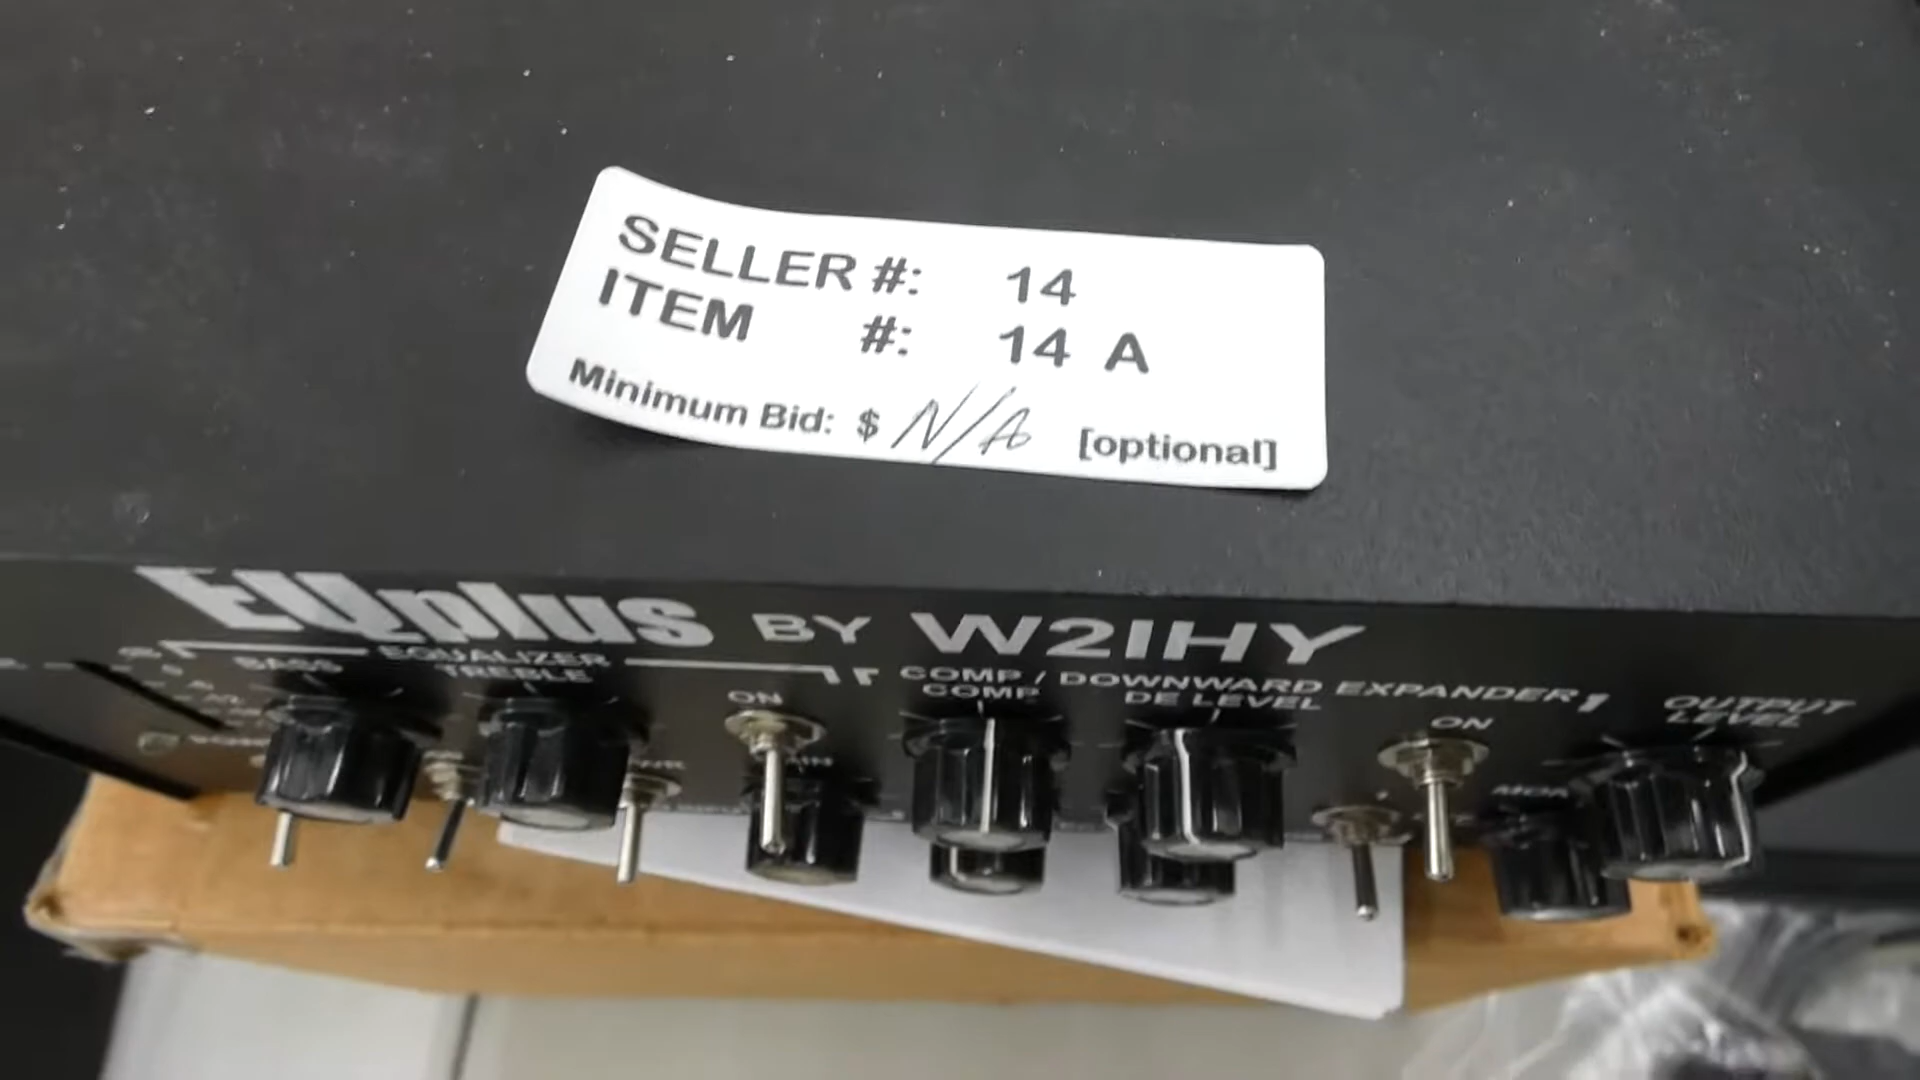 SELLER #: 14
ITEM #: 14 A
Minimum Bid: $ N/A [optional]
EQplus BY W2IHY
EQUALIZER
COMP / DOWNWARD EXPANDER
BASS TREBLE ON COMP DE LEVEL ON OUTPUT LEVEL